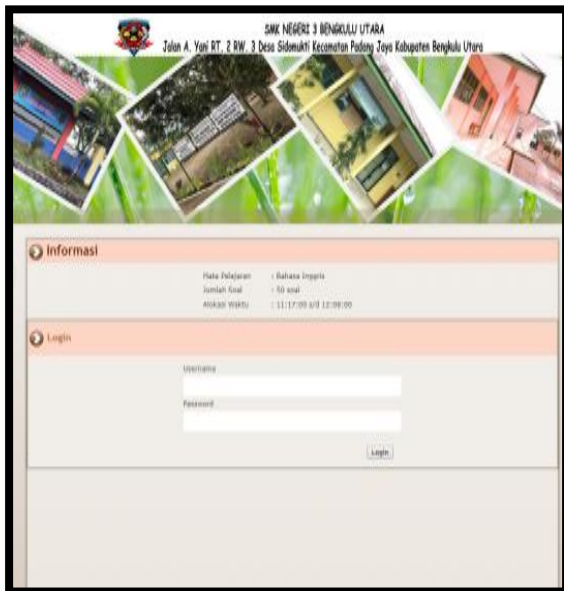 SMK NEGERI 3 BENGKULU UTARA
Jalan A. Yani RT. 2 RW. 3 Desa Sidomukti Kecamatan Padang Jaya Kabupaten Bengkulu Utara
Informasi
Mata Pelajaran : Bahasa Inggris
Jumlah Soal : 50 soal
Alokasi Waktu : 11:17:00 s/d 12:00:00
Login
Username
Password
Login